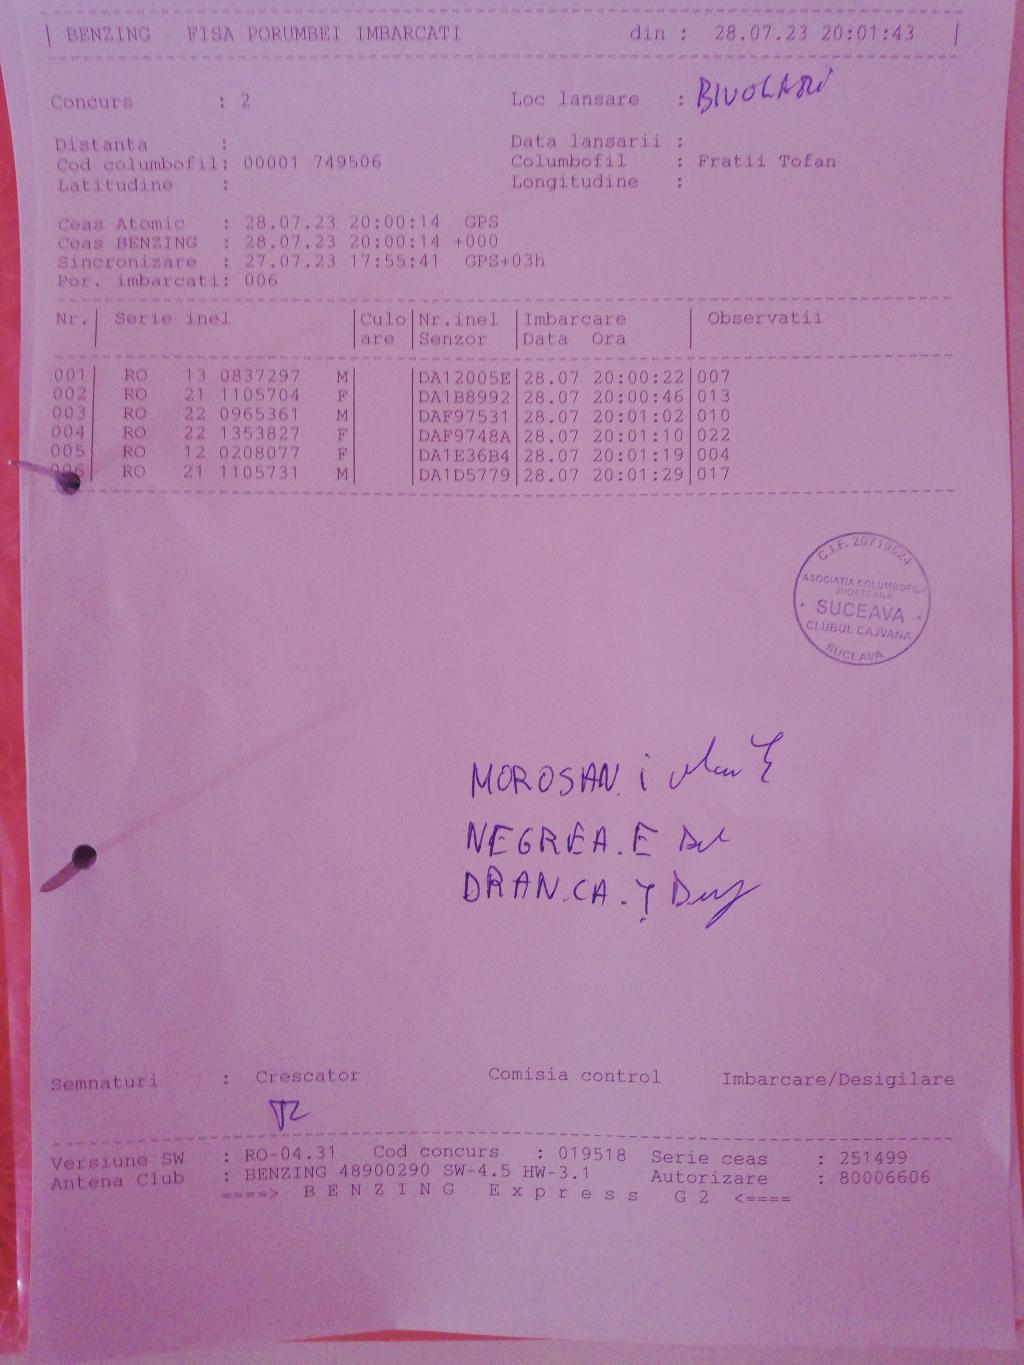 BENZING - FISA PORUMBEI IMBARCATI din : 28.07.23 20:01:43
Concurs : 2 Loc lansare :
Distanta : Data lansarii :
Cod columbofil: 00001 749506 Columbofil : Fratii Tofan
Latitudine : Longitudine :
Ceas Atomic : 28.07.23 20:00:14 GPS
Ceas BENZING : 28.07.23 20:00:14 +000
Sincronizare : 27.07.23 17:55:41 GPS+03h
Por. imbarcati: 006
Nr. Serie inel Culo Nr.inel Imbarcare Observatii
are Senzor Data Ora
001 RO 13 0837297 M DA12005E 28.07 20:00:22 007
002 RO 21 1105704 F DA1B8992 28.07 20:00:46 013
003 RO 22 0965361 M DAF97531 28.07 20:01:02 010
004 RO 22 1353827 F DAF9748A 28.07 20:01:10 022
005 RO 12 0208077 F DA1E36B4 28.07 20:01:19 004
006 RO 21 1105731 M DA1D5779 28.07 20:01:29 017
C.I.F. 20719524
ASOCIATIA COLUMBOFILA
JUDETEANA
SUCEAVA
CLUBUL CAJVANA
SUCEAVA
MOROSAN. i
NEGREA. E
DRAN.CA.
Semnaturi : Crescator Comisia control Imbarcare/Desigilare
Versiune SW : RO-04.31 Cod concurs : 019518 Serie ceas : 251499
Antena Club : BENZING 48900290 SW-4.5 HW-3.1 Autorizare : 80006606
====> B E N Z I N G E x p r e s s G 2 <====